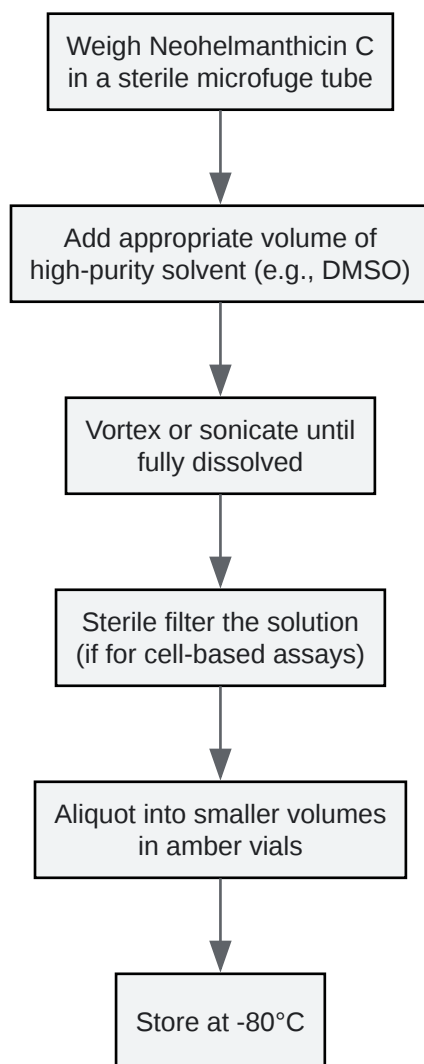 Weigh Neohelmanthicin C
in a sterile microfuge tube
Add appropriate volume of
high-purity solvent (e.g., DMSO)
Vortex or sonicate until
fully dissolved
Sterile filter the solution
(if for cell-based assays)
Aliquot into smaller volumes
in amber vials
Store at -80°C